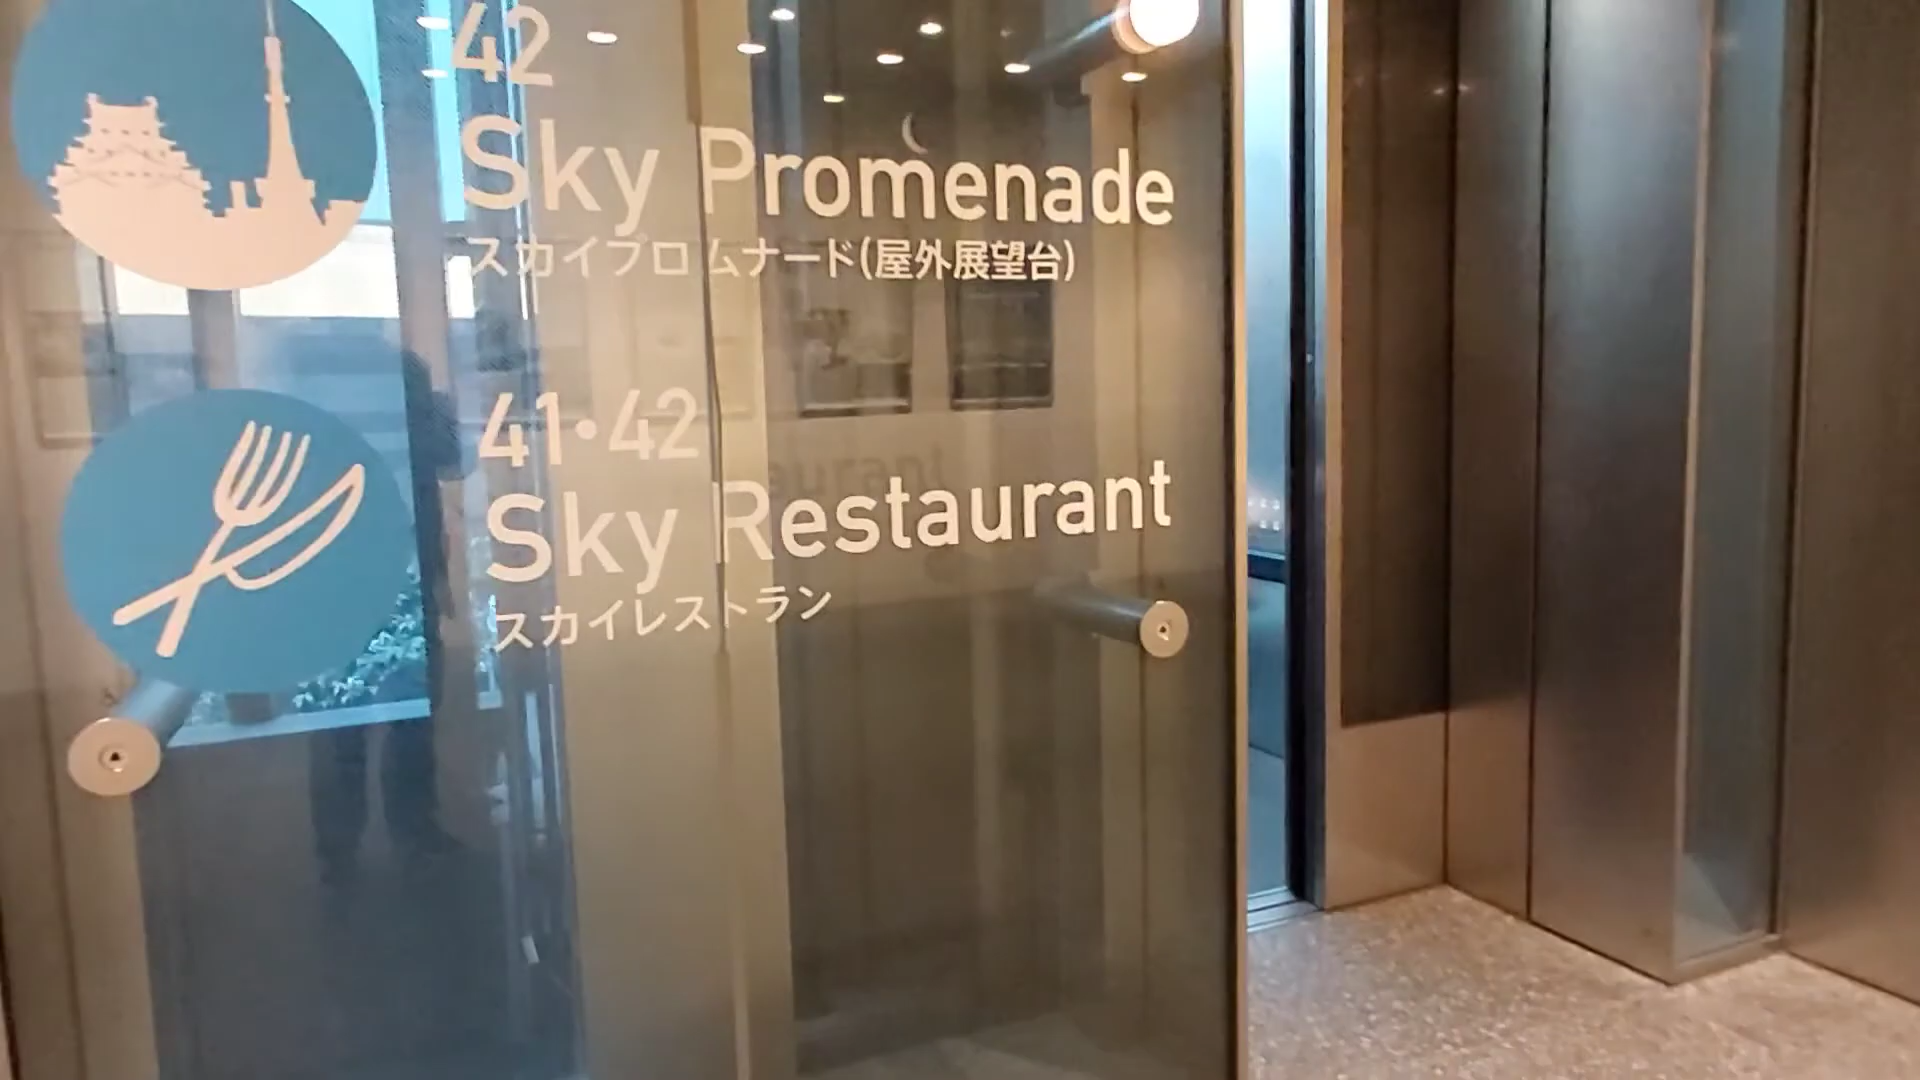 42
Sky Promenade
スカイプロムナード(屋外展望台)
41・42
Sky Restaurant
スカイレストラン